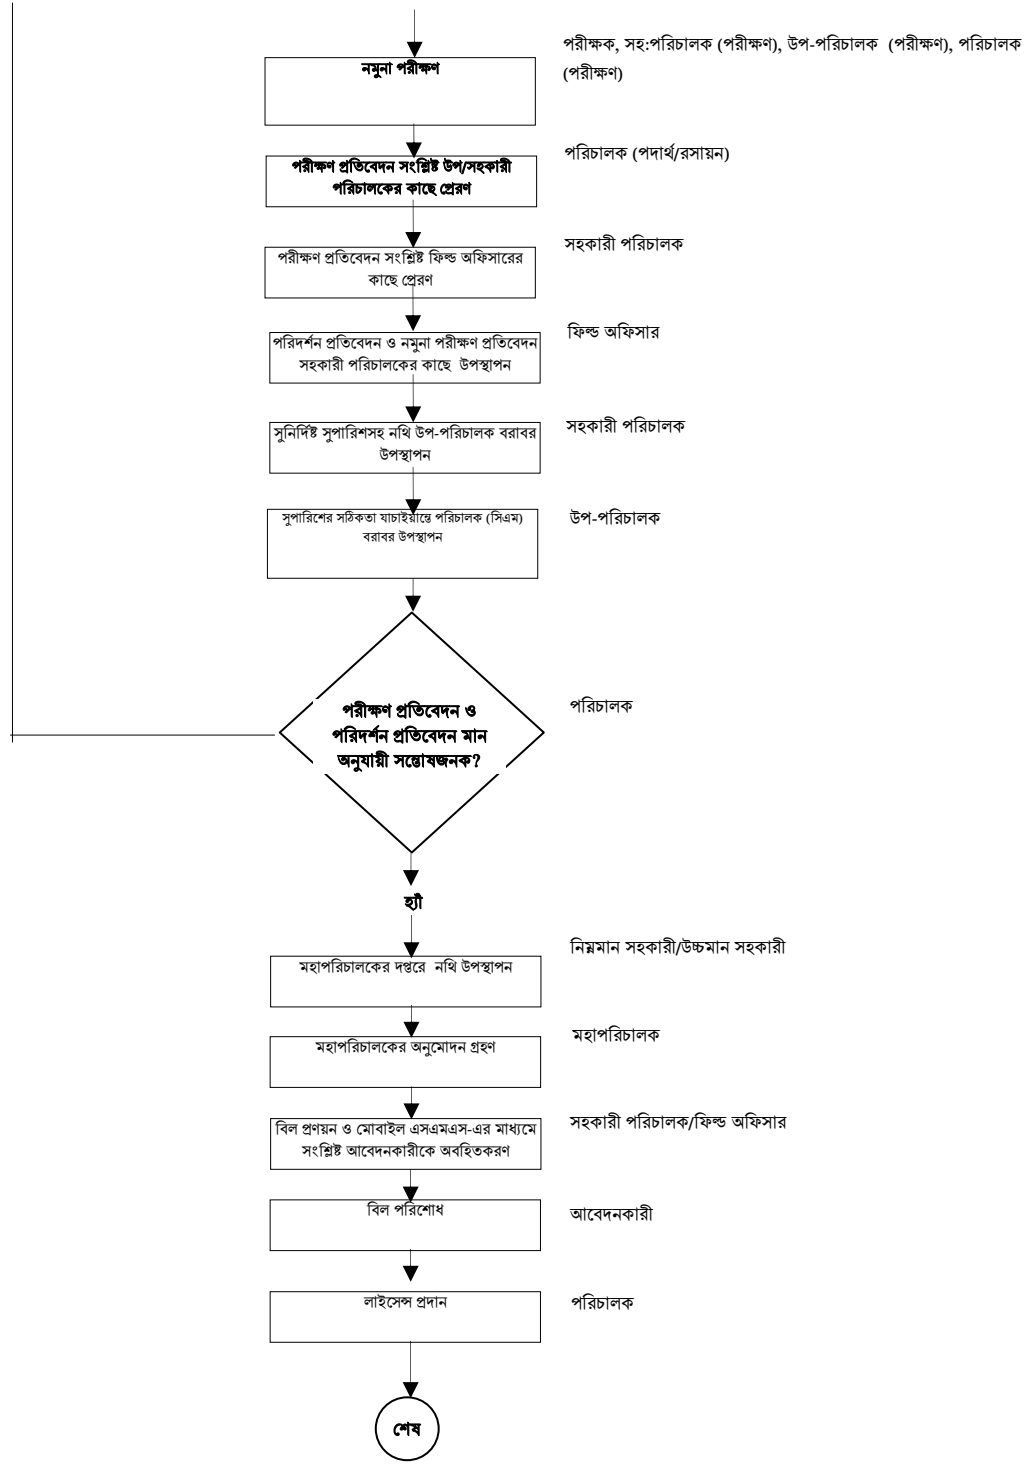 পরীক্ষক, সহ:পরিচালক (পরীক্ষণ), উপ-পরিচালক (পরীক্ষণ), পরিচালক
(পরীক্ষণ)
নমুনা পরীক্ষণ
পরিচালক (পদার্থ/রসায়ন)
পরীক্ষণ প্রতিবেদন সংশ্লিষ্ট উপ/সহকারী
পরিচালকের কাছে প্রেরণ
সহকারী পরিচালক
পরীক্ষণ প্রতিবেদন সংশ্লিষ্ট ফিল্ড অফিসারের
কাছে প্রেরণ
ফিল্ড অফিসার
পরিদর্শন প্রতিবেদন ও নমুনা পরীক্ষণ প্রতিবেদন
সহকারী পরিচালকের কাছে উপস্থাপন
সহকারী পরিচালক
সুনির্দিষ্ট সুপারিশসহ নথি উপ-পরিচালক বরাবর
উপস্থাপন
উপ-পরিচালক
সুপারিশের সঠিকতা যাচাইয়ান্তে পরিচালক (সিএম)
বরাবর উপস্থাপন
পরিচালক
পরীক্ষণ প্রতিবেদন ও
পরিদর্শন প্রতিবেদন মান
অনুযায়ী সন্তোষজনক?
হ্যাঁ
নিম্নমান সহকারী/উচ্চমান সহকারী
মহাপরিচালকের দপ্তরে নথি উপস্থাপন
মহাপরিচালক
মহাপরিচালকের অনুমোদন গ্রহণ
সহকারী পরিচালক/ফিল্ড অফিসার
বিল প্রণয়ন ও মোবাইল এসএমএস-এর মাধ্যমে
সংশ্লিষ্ট আবেদনকারীকে অবহিতকরণ
আবেদনকারী
বিল পরিশোধ
পরিচালক
লাইসেন্স প্রদান
শেষ